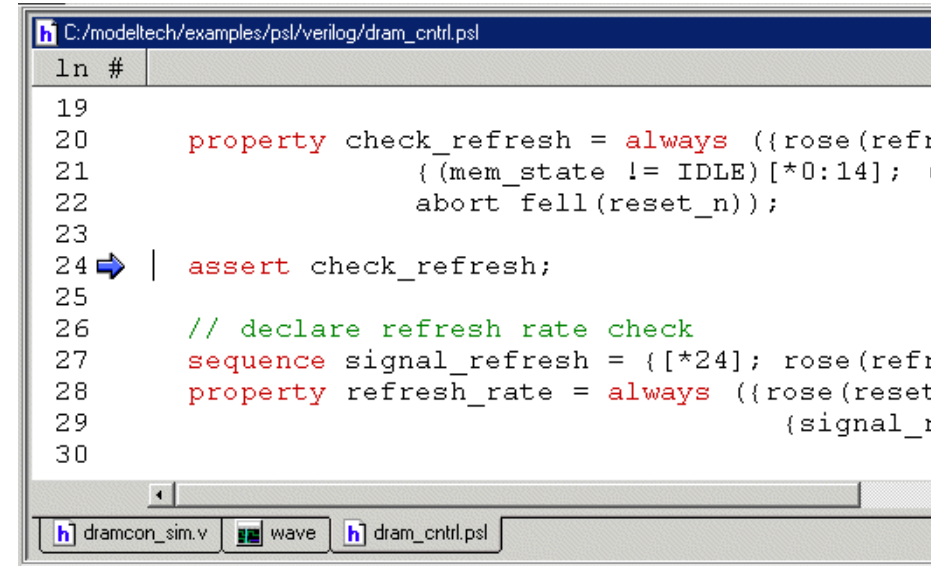 C:/modeltech/examples/psl/verilog/dram_cntrl.psl
ln #
19
20 property check_refresh = always ({rose(refr
21 {(mem_state != IDLE)[*0:14];
22 abort fell(reset_n));
23
24 assert check_refresh;
25
26 // declare refresh rate check
27 sequence signal_refresh = {[*24]; rose(refr
28 property refresh_rate = always ({rose(reset
29 {signal_r
30
dramcon_sim.v wave dram_cntrl.psl